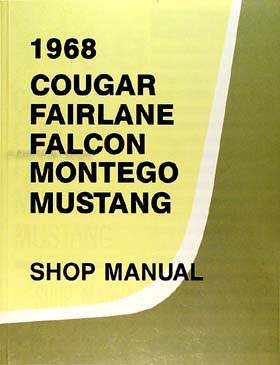 1968
COUGAR
FAIRLANE
FALCON
MONTEGO
MUSTANG
SHOP MANUAL